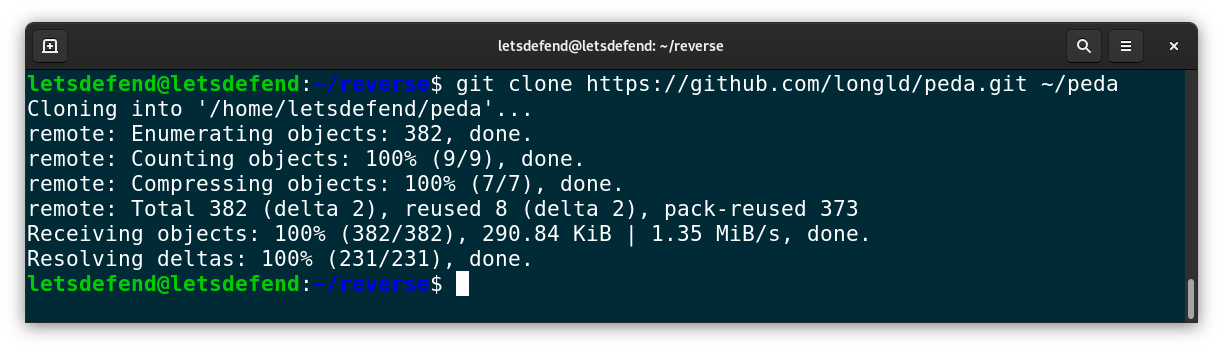 letsdefend@letsdefend: ~/reverse
letsdefend@letsdefend:~/reverse$ git clone https://github.com/longld/peda.git ~/peda
Cloning into '/home/letsdefend/peda'...
remote: Enumerating objects: 382, done.
remote: Counting objects: 100% (9/9), done.
remote: Compressing objects: 100% (7/7), done.
remote: Total 382 (delta 2), reused 8 (delta 2), pack-reused 373
Receiving objects: 100% (382/382), 290.84 KiB | 1.35 MiB/s, done.
Resolving deltas: 100% (231/231), done.
letsdefend@letsdefend:~/reverse$